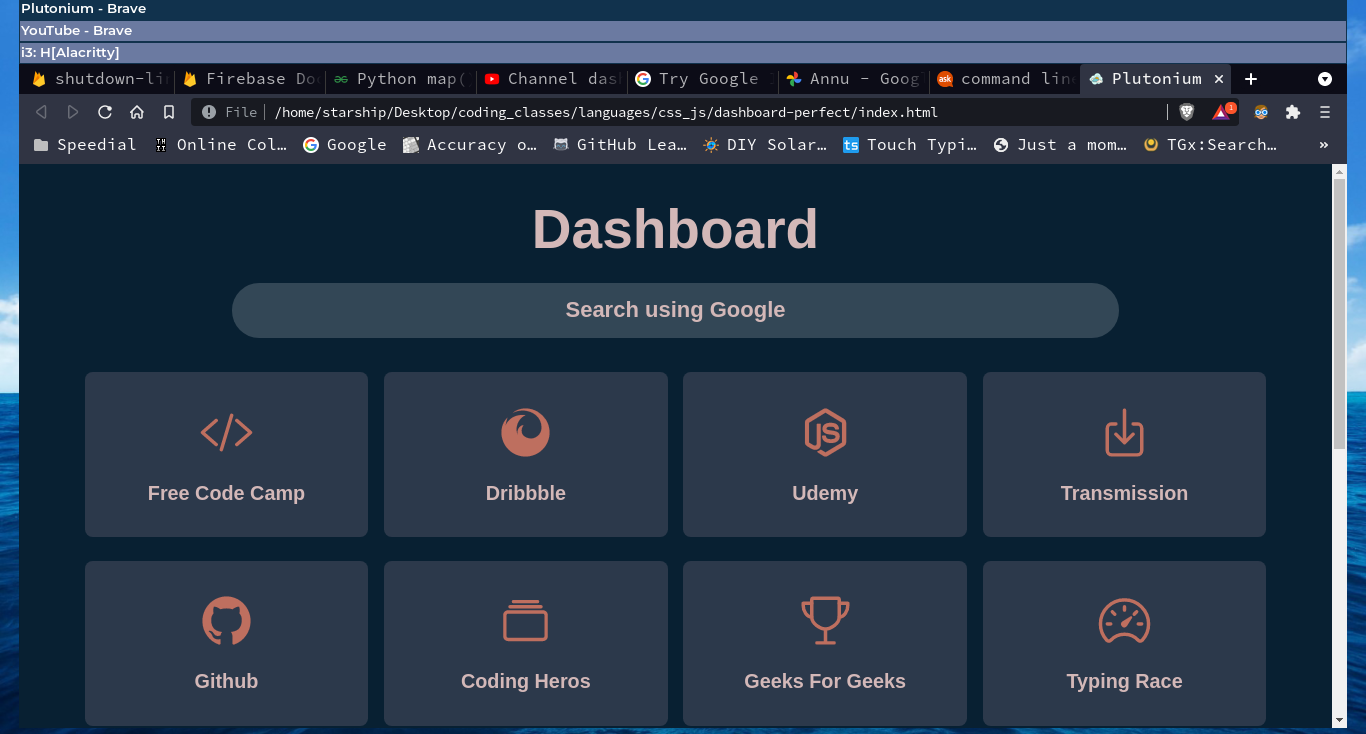 Plutonium - Brave
YouTube - Brave
i3: H[Alacritty]
shutdown-li Firebase Do Python map( Channel das Try Google Annu - Goog command line Plutonium ×
File /home/starship/Desktop/coding_classes/languages/css_js/dashboard-perfect/index.html 1
Speedial Online Col… Google Accuracy o… GitHub Lea… DIY Solar… ts Touch Typi… Just a mom… TGx:Search… »
Dashboard
Search using Google
Free Code Camp Dribbble Udemy Transmission
Github Coding Heros Geeks For Geeks Typing Race